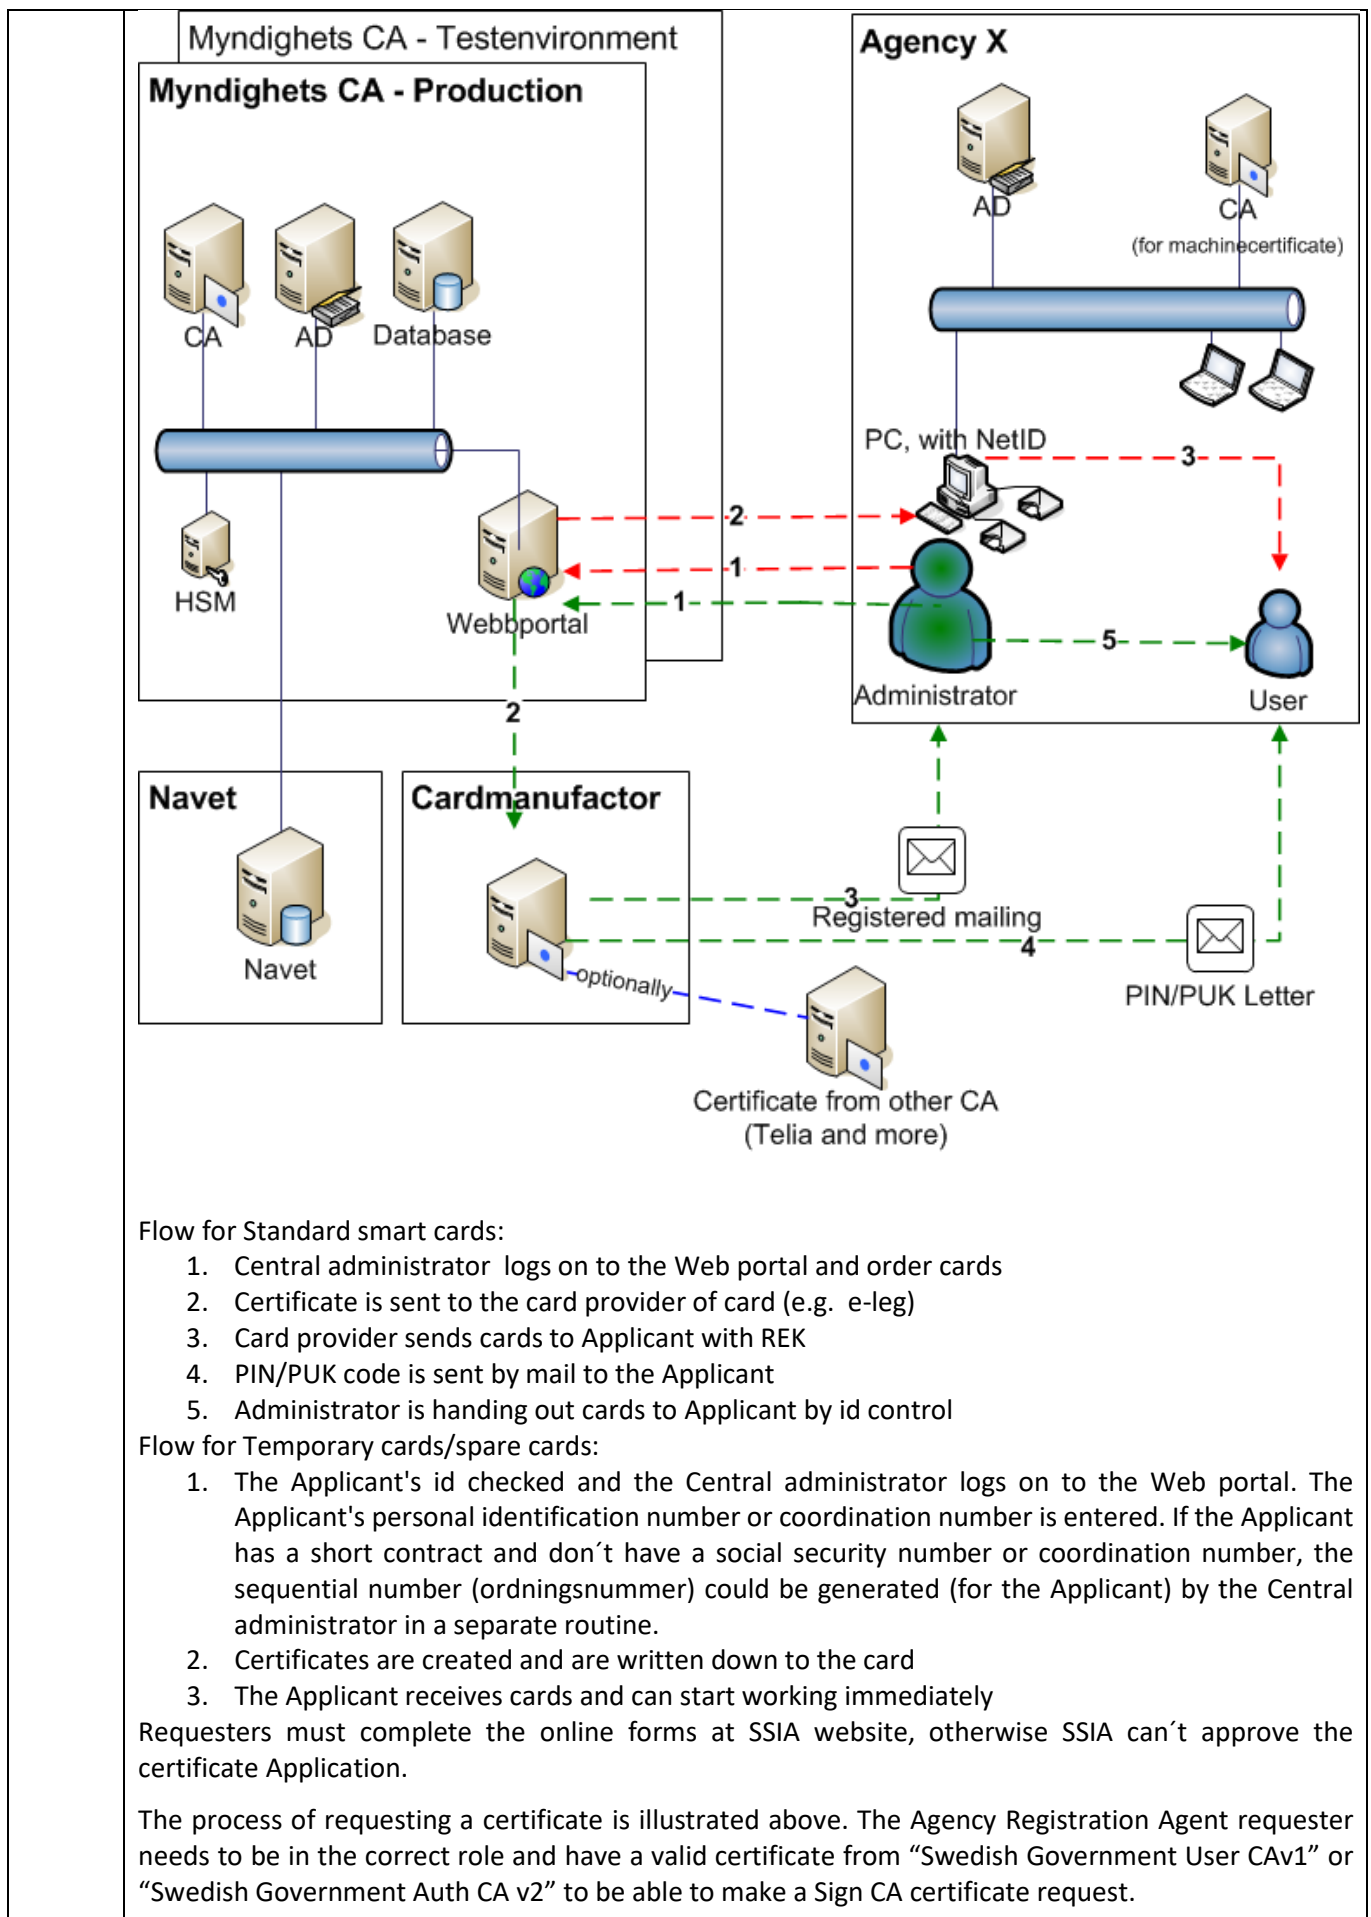 Myndighets CA - Testenvironment
Myndighets CA - Production
CA
AD
Database
HSM
Webbportal
Agency X
AD
CA
(for machinecertificate)
PC, with NetID
3
2
1
1
5
Administrator
User
2
Navet
Navet
Cardmanufactor
3
Registered mailing
4
PIN/PUK Letter
optionally
Certificate from other CA
(Telia and more)
Flow for Standard smart cards:
1. Central administrator logs on to the Web portal and order cards
2. Certificate is sent to the card provider of card (e.g. e-leg)
3. Card provider sends cards to Applicant with REK
4. PIN/PUK code is sent by mail to the Applicant
5. Administrator is handing out cards to Applicant by id control
Flow for Temporary cards/spare cards:
1. The Applicant's id checked and the Central administrator logs on to the Web portal. The
Applicant's personal identification number or coordination number is entered. If the Applicant
has a short contract and don´t have a social security number or coordination number, the
sequential number (ordningsnummer) could be generated (for the Applicant) by the Central
administrator in a separate routine.
2. Certificates are created and are written down to the card
3. The Applicant receives cards and can start working immediately
Requesters must complete the online forms at SSIA website, otherwise SSIA can´t approve the
certificate Application.
The process of requesting a certificate is illustrated above. The Agency Registration Agent requester
needs to be in the correct role and have a valid certificate from “Swedish Government User CAv1” or
“Swedish Government Auth CA v2” to be able to make a Sign CA certificate request.